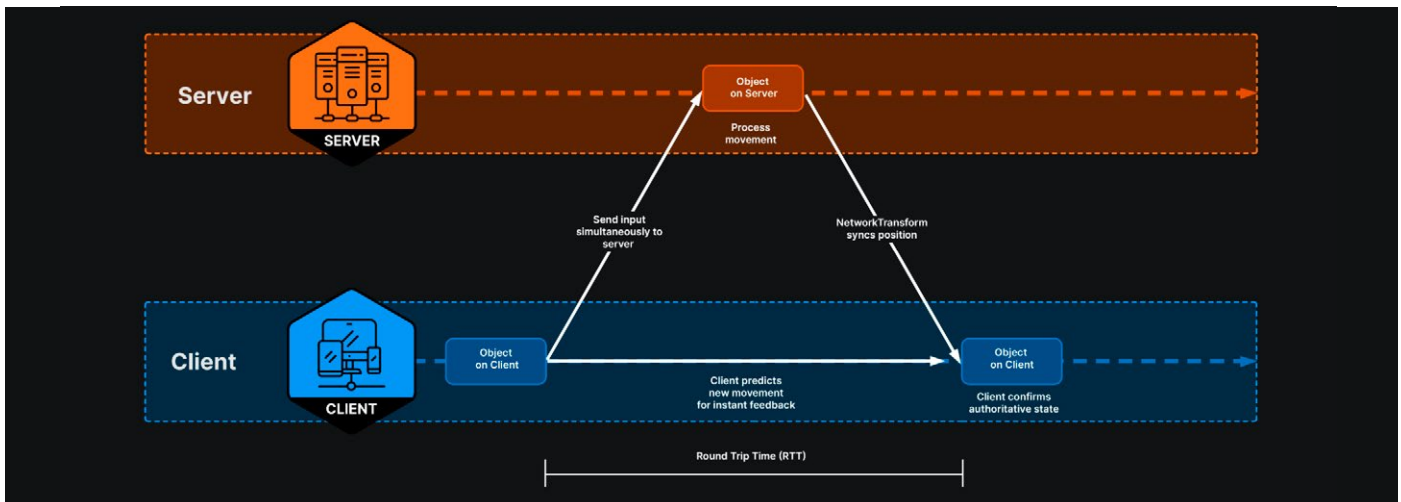 Server
SERVER
Object
on Server
Process
movement
Send input
simultaneously to
server
NetworkTransform
syncs position
Client
CLIENT
Object
on Client
Client predicts
new movement
for instant feedback
Object
on Client
Client confirms
authoritative state
Round Trip Time (RTT)